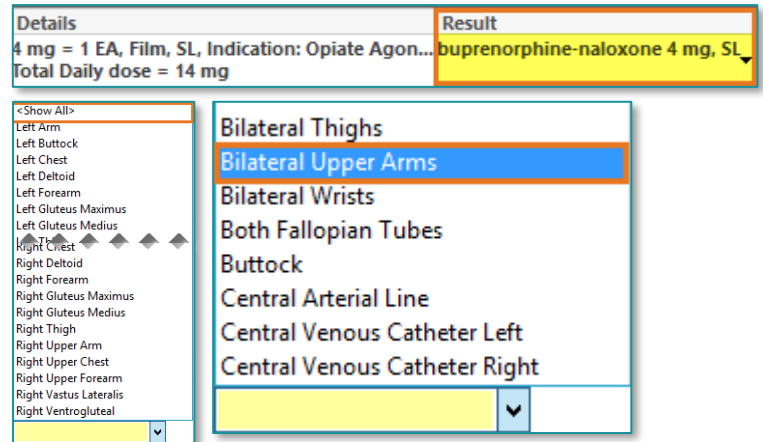 Details
Result
4 mg = 1 EA, Film, SL, Indication: Opiate Agon...
buprenorphine-naloxone 4 mg, SL
Total Daily dose = 14 mg
<Show All>
Left Arm
Left Buttock
Left Chest
Left Deltoid
Left Forearm
Left Gluteus Maximus
Left Gluteus Medius
Right Chest
Right Deltoid
Right Forearm
Right Gluteus Maximus
Right Gluteus Medius
Right Thigh
Right Upper Arm
Right Upper Chest
Right Upper Forearm
Right Vastus Lateralis
Right Ventrogluteal
Bilateral Thighs
Bilateral Upper Arms
Bilateral Wrists
Both Fallopian Tubes
Buttock
Central Arterial Line
Central Venous Catheter Left
Central Venous Catheter Right